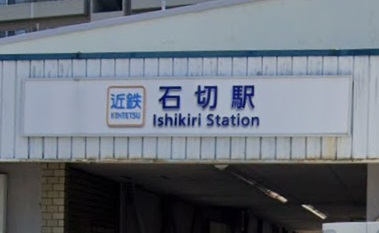 近鉄
KINTETSU
石切駅
Ishikiri Station